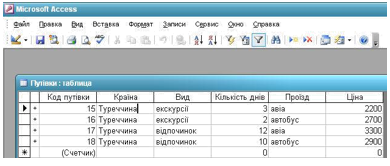 Microsoft Access
Файл Правка Вид Вставка Формат Записи Сервис Окно Справка
Путівки : таблица
Код путівки Країна Вид Кількість днів Проїзд Ціна
15 Туреччина екскурсії 3 авіа 2200
16 Туреччина екскурсії 2 автобус 2700
17 Туреччина відпочинок 12 авіа 3300
18 Туреччина відпочинок 10 автобус 2900
(Счетчик) 0 0